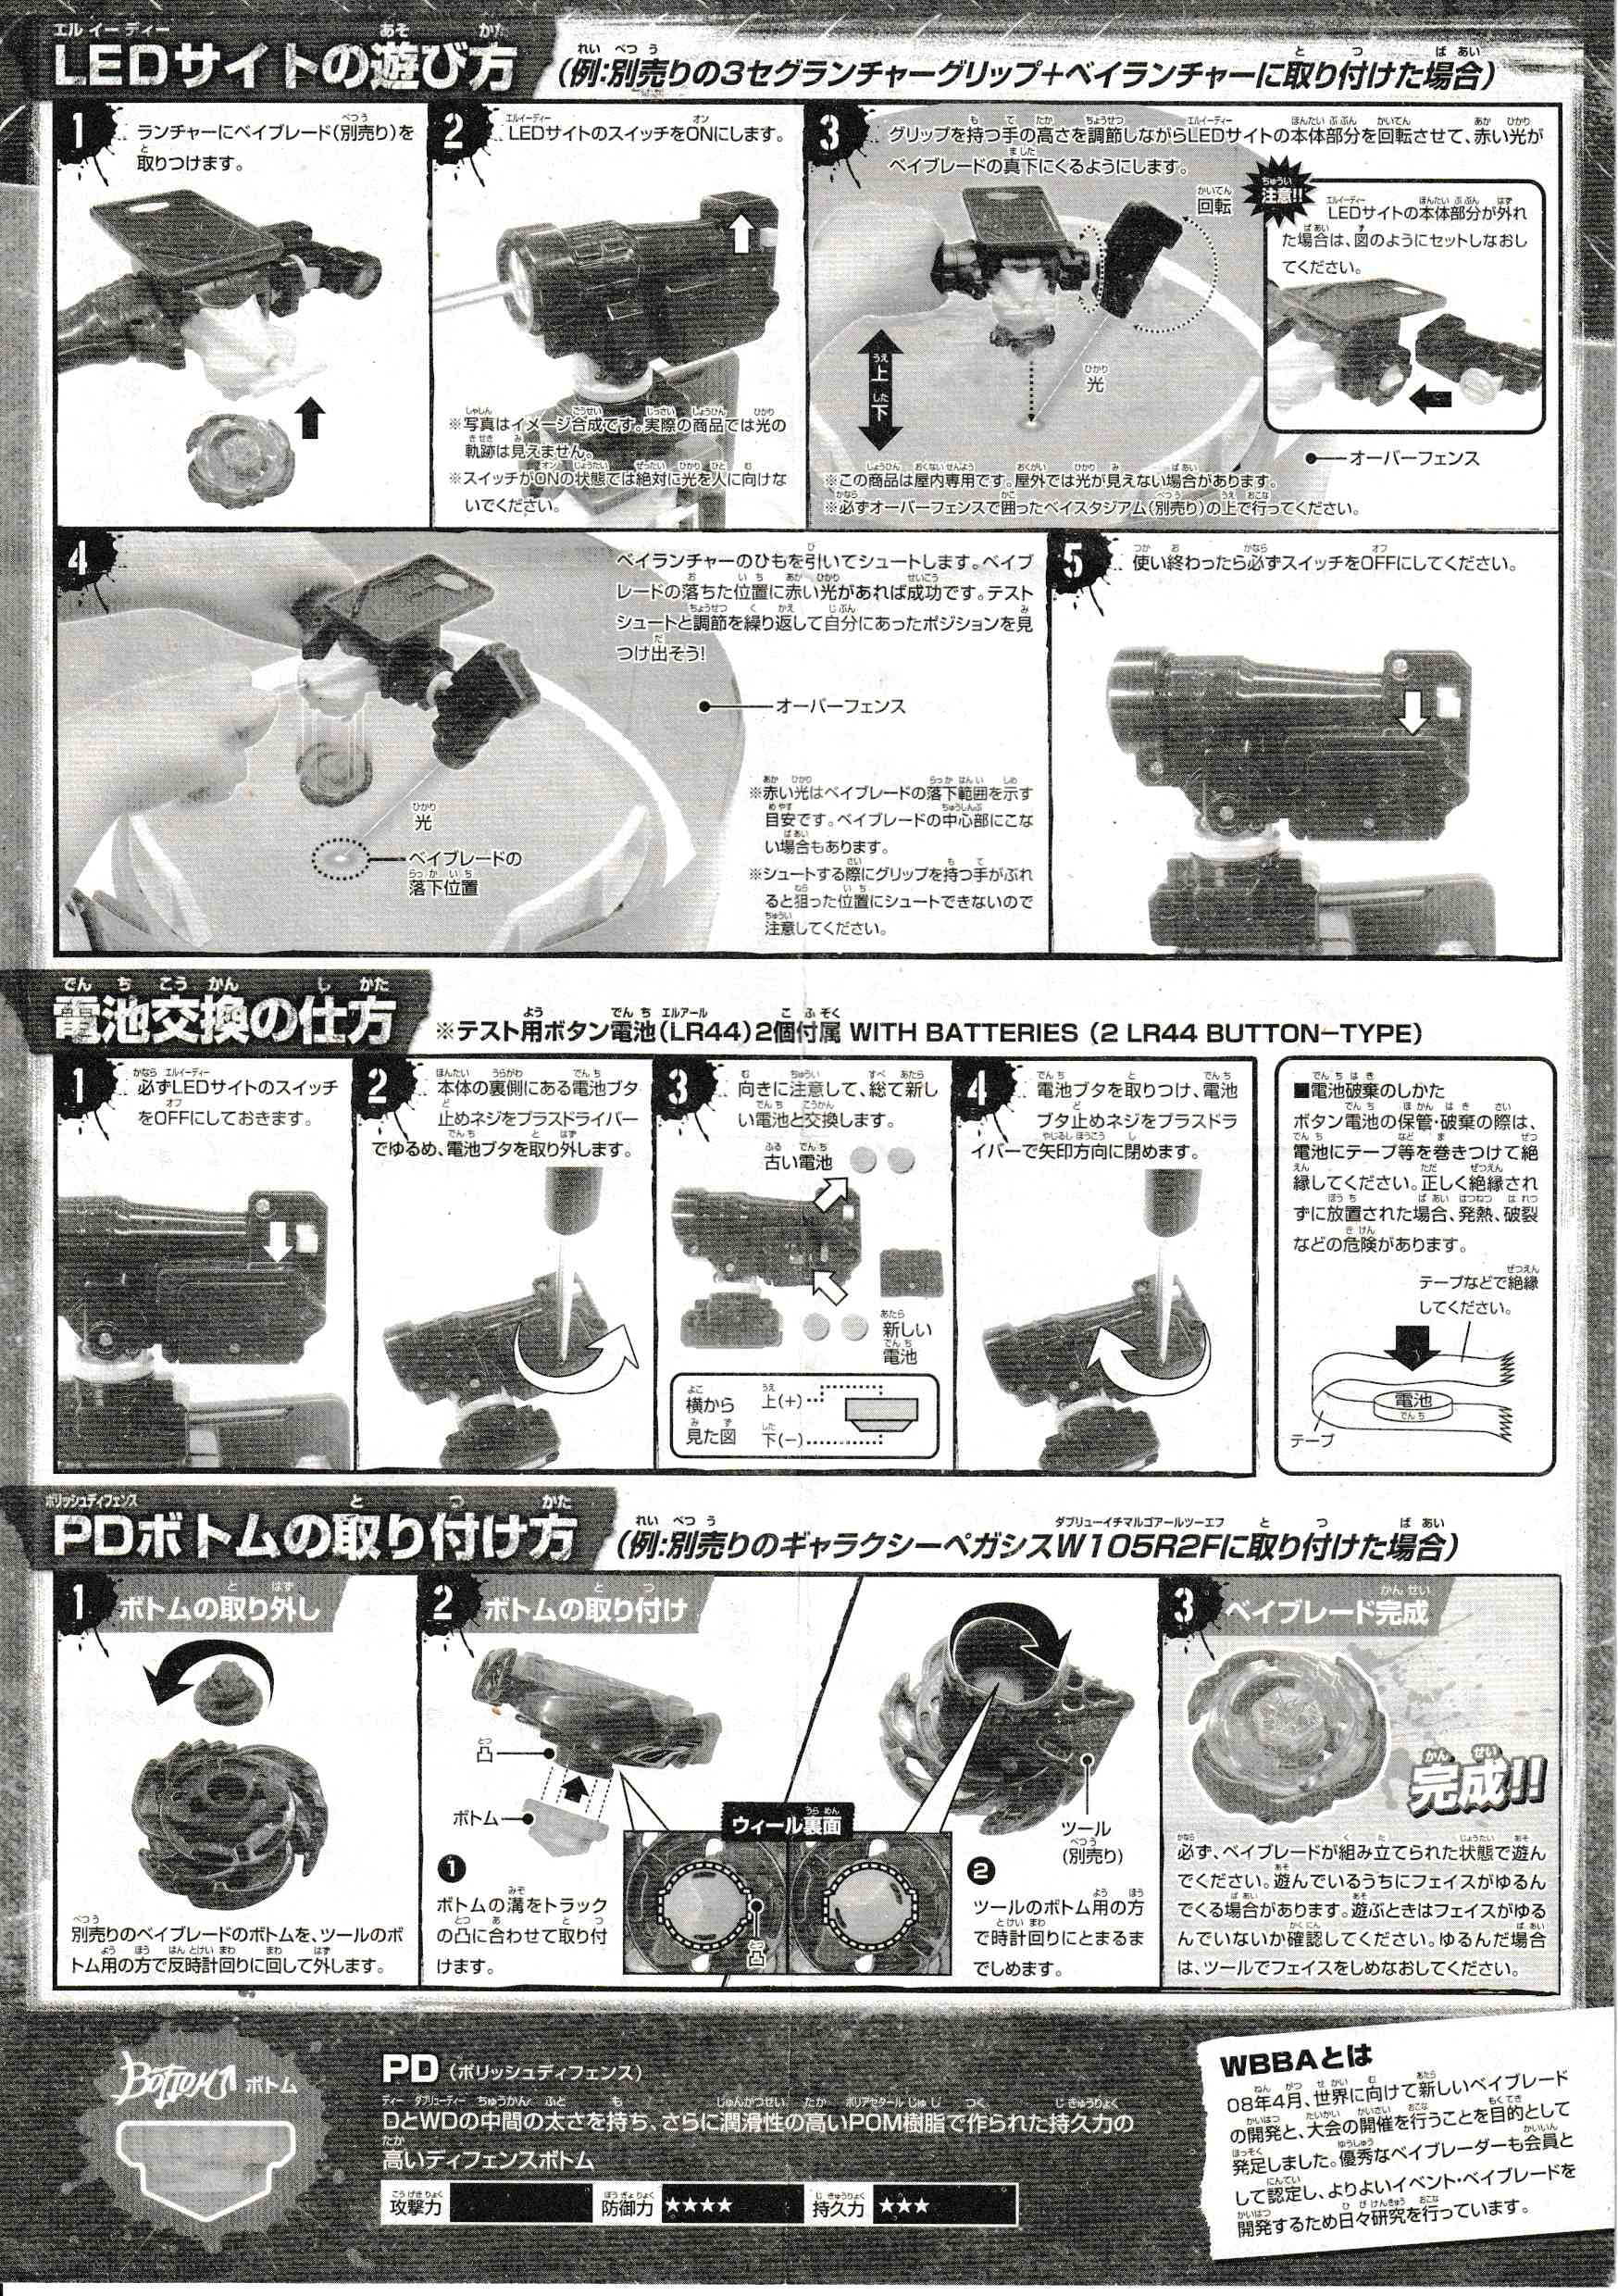 LEDサイトの遊び方
(例:別売りの3セグランチャーグリップ+ベイランチャーに取り付けた場合)
1
ランチャーにベイブレード(別売り)を
取りつけます。
2
LEDサイトのスイッチをONにします。
※写真はイメージ合成です。実際の商品では光の
軌跡は見えません。
※スイッチがONの状態では絶対に光を人に向けな
いでください。
3
グリップを持つ手の高さを調節しながらLEDサイトの本体部分を回転させて、赤い光が
ベイブレードの真下にくるようにします。
回転
上
下
光
注意!!
LEDサイトの本体部分が外れ
た場合は、図のようにセットしなおし
てください。
オーバーフェンス
※この商品は屋内専用です。屋外では光が見えない場合があります。
※必ずオーバーフェンスで囲ったベイスタジアム(別売り)の上で行ってください。
4
ベイランチャーのひもを引いてシュートします。ベイブ
レードの落ちた位置に赤い光があれば成功です。テスト
シュートと調節を繰り返して自分にあったポジションを見
つけ出そう!
オーバーフェンス
光
ベイブレードの
落下位置
※赤い光はベイブレードの落下範囲を示す
目安です。ベイブレードの中心部にこな
い場合もあります。
※シュートする際にグリップを持つ手がぶれ
ると狙った位置にシュートできないので
注意してください。
5
使い終わったら必ずスイッチをOFFにしてください。
電池交換の仕方
※テスト用ボタン電池(LR44)2個付属 WITH BATTERIES (2 LR44 BUTTON-TYPE)
1
必ずLEDサイトのスイッチ
をOFFにしておきます。
2
本体の裏側にある電池ブタ
止めネジをプラスドライバー
でゆるめ、電池ブタを取り外します。
3
向きに注意して、総て新し
い電池と交換します。
古い電池
新しい
電池
横から
見た図
上(+)
下(-)
4
電池ブタを取りつけ、電池
ブタ止めネジをプラスドラ
イバーで矢印方向に閉めます。
■電池破棄のしかた
ボタン電池の保管・破棄の際は、
電池にテープ等を巻きつけて絶
縁してください。正しく絶縁され
ずに放置された場合、発熱、破裂
などの危険があります。
テープなどで絶縁
してください。
電池
テープ
PDボトムの取り付け方
(例:別売りのギャラクシーペガシスW105R2Fに取り付けた場合)
1 ボトムの取り外し
別売りのベイブレードのボトムを、ツールのボ
トム用の方で反時計回りに回して外します。
2 ボトムの取り付け
凸
ボトム
❶
ボトムの溝をトラック
の凸に合わせて取り付
けます。
ウィール裏面
凸
ツール
(別売り)
❷
ツールのボトム用の方
で時計回りにとまるま
でしめます。
3 ベイブレード完成
完成!!
必ず、ベイブレードが組み立てられた状態で遊ん
でください。遊んでいるうちにフェイスがゆるん
でくる場合があります。遊ぶときはフェイスがゆる
んでいないか確認してください。ゆるんだ場合
は、ツールでフェイスをしめなおしてください。
BOTTOM ボトム
PD (ポリッシュディフェンス)
DとWDの中間の太さを持ち、さらに潤滑性の高いPOM樹脂で作られた持久力の
高いディフェンスボトム
攻撃力 防御力 ★★★★ 持久力 ★★★
WBBAとは
08年4月、世界に向けて新しいベイブレード
の開発と、大会の開催を行うことを目的として
発足しました。優秀なベイブレーダーも会員と
して認定し、よりよいイベント・ベイブレードを
開発するため日々研究を行っています。